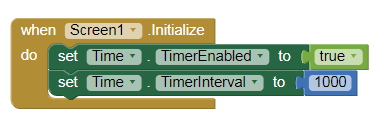 when Screen1 .Initialize
do set Time . TimerEnabled to true
set Time . TimerInterval to 1000